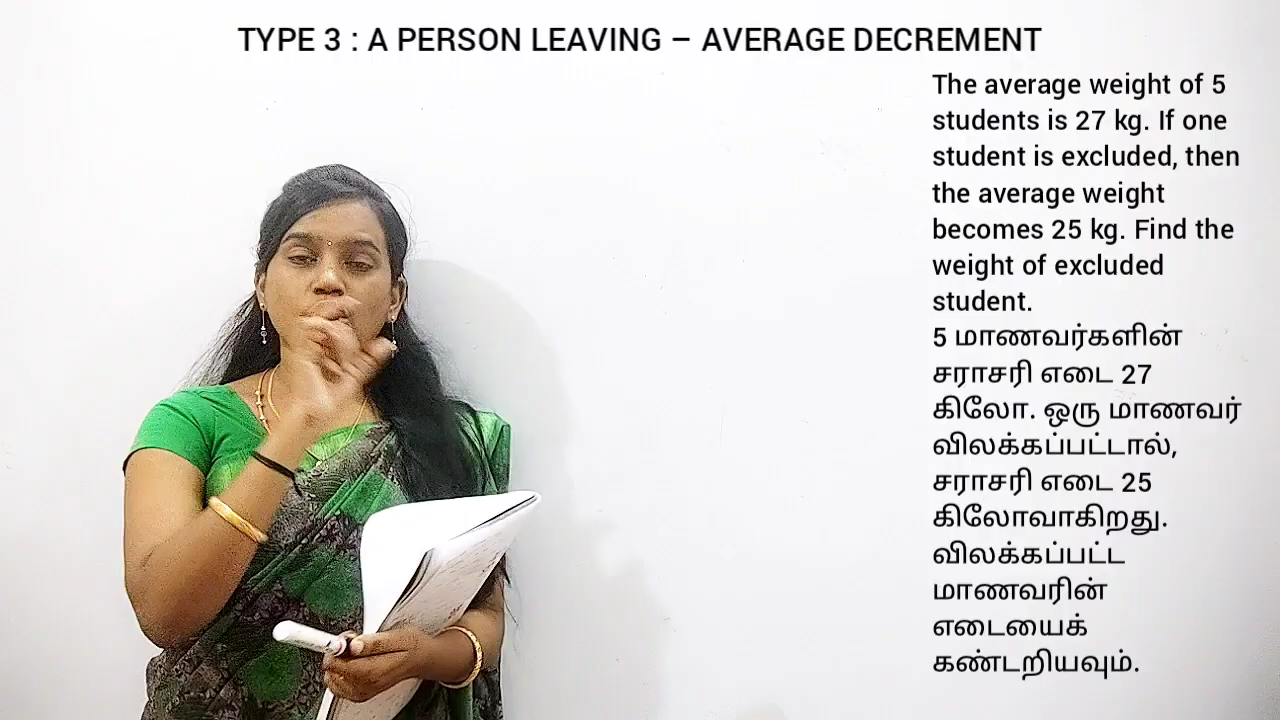 TYPE 3 : A PERSON LEAVING – AVERAGE DECREMENT
The average weight of 5
students is 27 kg. If one
student is excluded, then
the average weight
becomes 25 kg. Find the
weight of excluded
student.
5 மாணவர்களின்
சராசரி எடை 27
கிலோ. ஒரு மாணவர்
விலக்கப்பட்டால்,
சராசரி எடை 25
கிலோவாகிறது.
விலக்கப்பட்ட
மாணவரின்
எடையைக்
கண்டறியவும்.